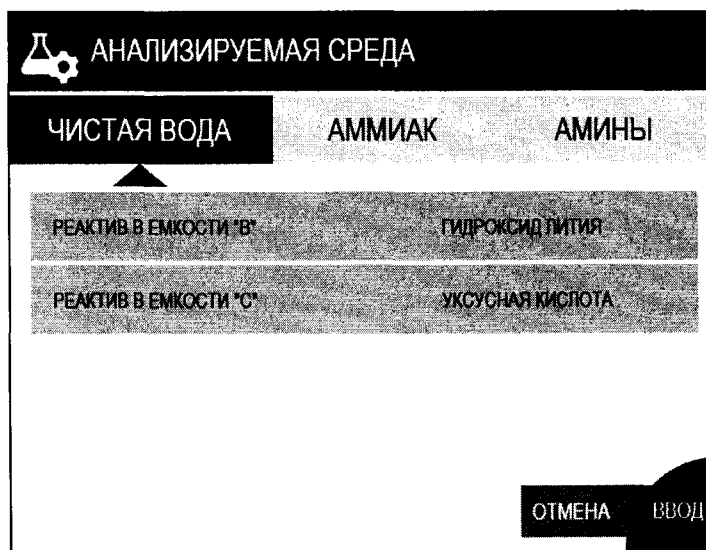 АНАЛИЗИРУЕМАЯ СРЕДА
ЧИСТАЯ ВОДА АММИАК АМИНЫ
РЕАКТИВ В ЕМКОСТИ "В" ГИДРОКСИД ЛИТИЯ
РЕАКТИВ В ЕМКОСТИ "С" УКСУСНАЯ КИСЛОТА
ОТМЕНА ВВОД